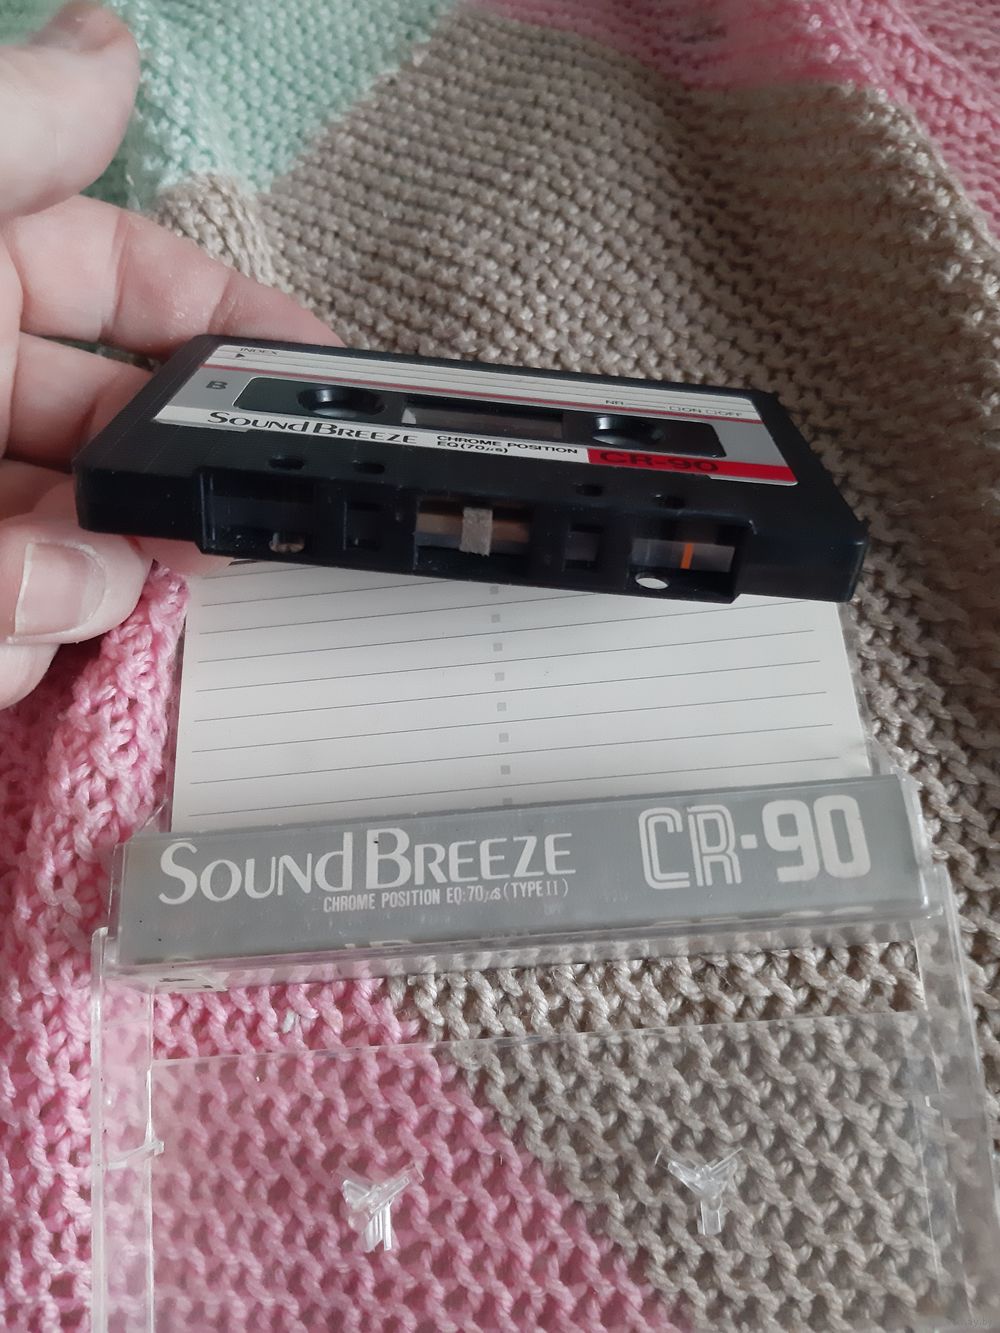 INDEX
B
NR □ON □OFF
SOUND BREEZE
CHROME POSITION
EQ(70μs)
CR-90
SOUND BREEZE
CR-90
CHROME POSITION EQ:70μs(TYPE II)